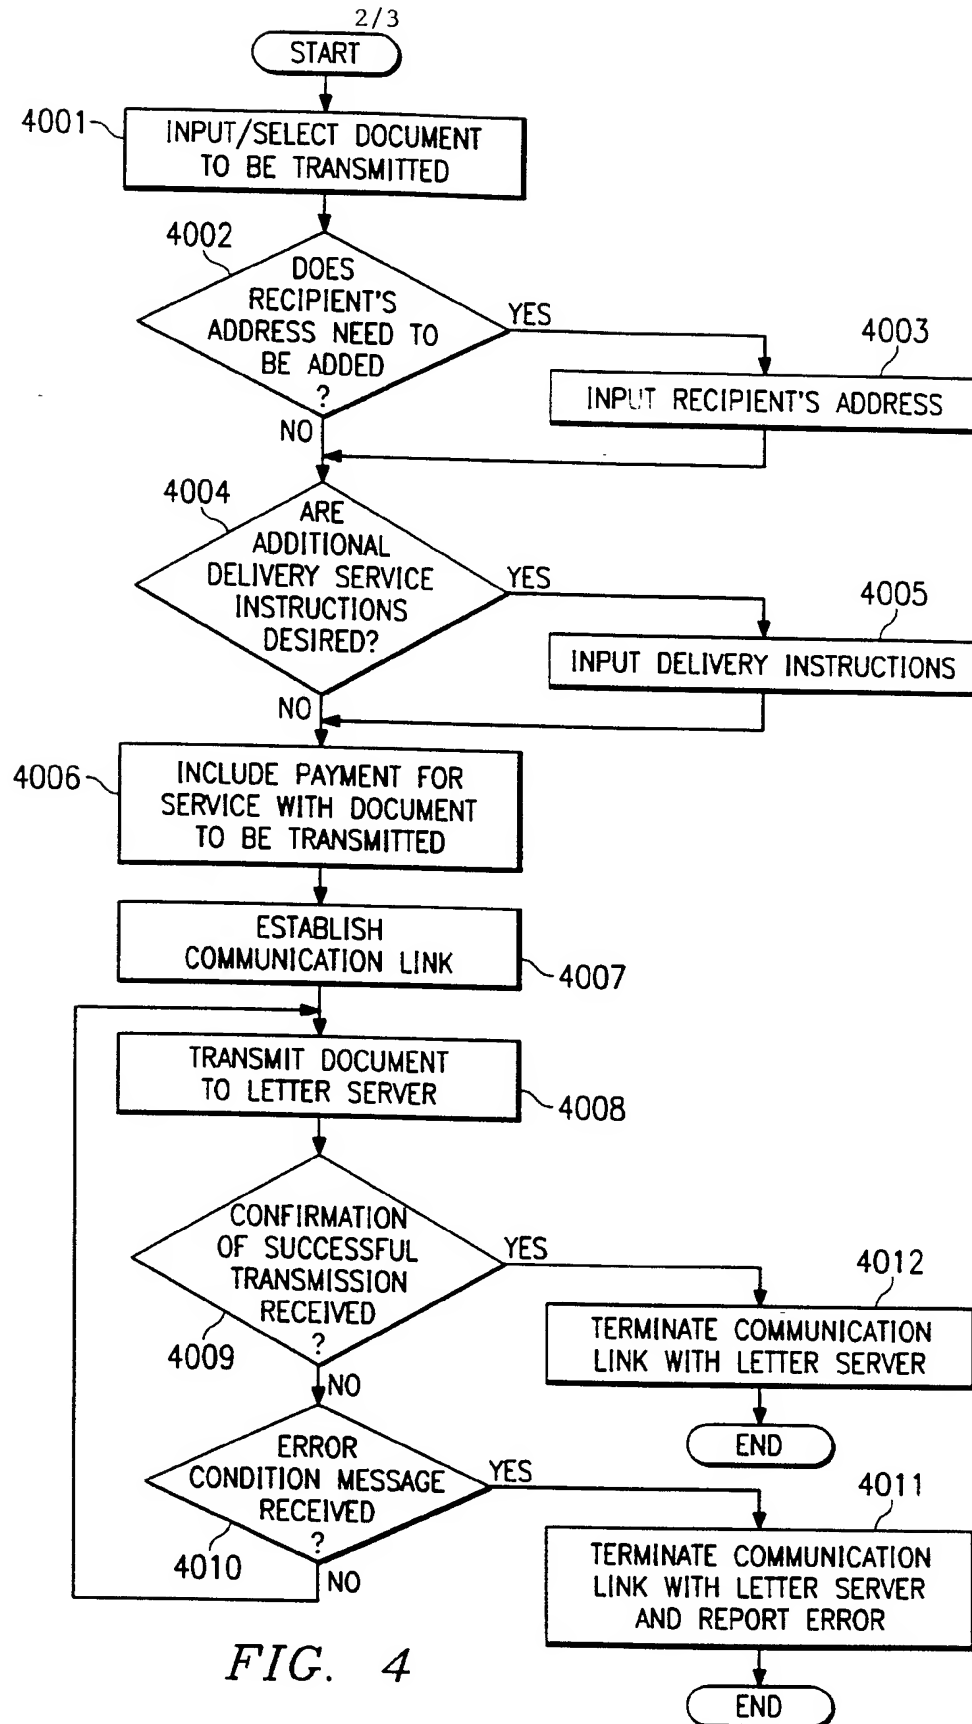 2/3
START
4001
INPUT/SELECT DOCUMENT
TO BE TRANSMITTED
4002
DOES
RECIPIENT'S
ADDRESS NEED TO
BE ADDED
?
YES
NO
4003
INPUT RECIPIENT'S ADDRESS
4004
ARE
ADDITIONAL
DELIVERY SERVICE
INSTRUCTIONS
DESIRED?
YES
NO
4005
INPUT DELIVERY INSTRUCTIONS
4006
INCLUDE PAYMENT FOR
SERVICE WITH DOCUMENT
TO BE TRANSMITTED
ESTABLISH
COMMUNICATION LINK
4007
TRANSMIT DOCUMENT
TO LETTER SERVER
4008
CONFIRMATION
OF SUCCESSFUL
TRANSMISSION
RECEIVED
?
4009
YES
NO
4012
TERMINATE COMMUNICATION
LINK WITH LETTER SERVER
END
ERROR
CONDITION MESSAGE
RECEIVED
?
4010
YES
NO
4011
TERMINATE COMMUNICATION
LINK WITH LETTER SERVER
AND REPORT ERROR
END
FIG. 4